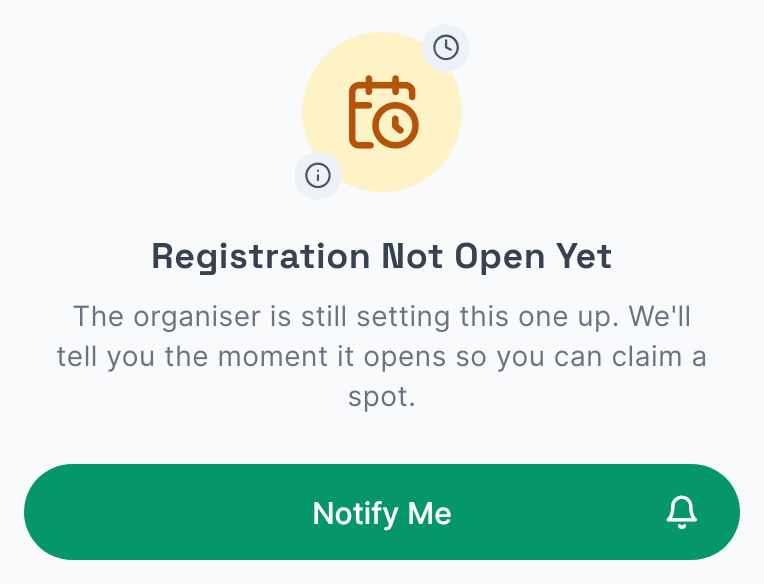 Registration Not Open Yet
The organiser is still setting this one up. We'll
tell you the moment it opens so you can claim a
spot.
Notify Me